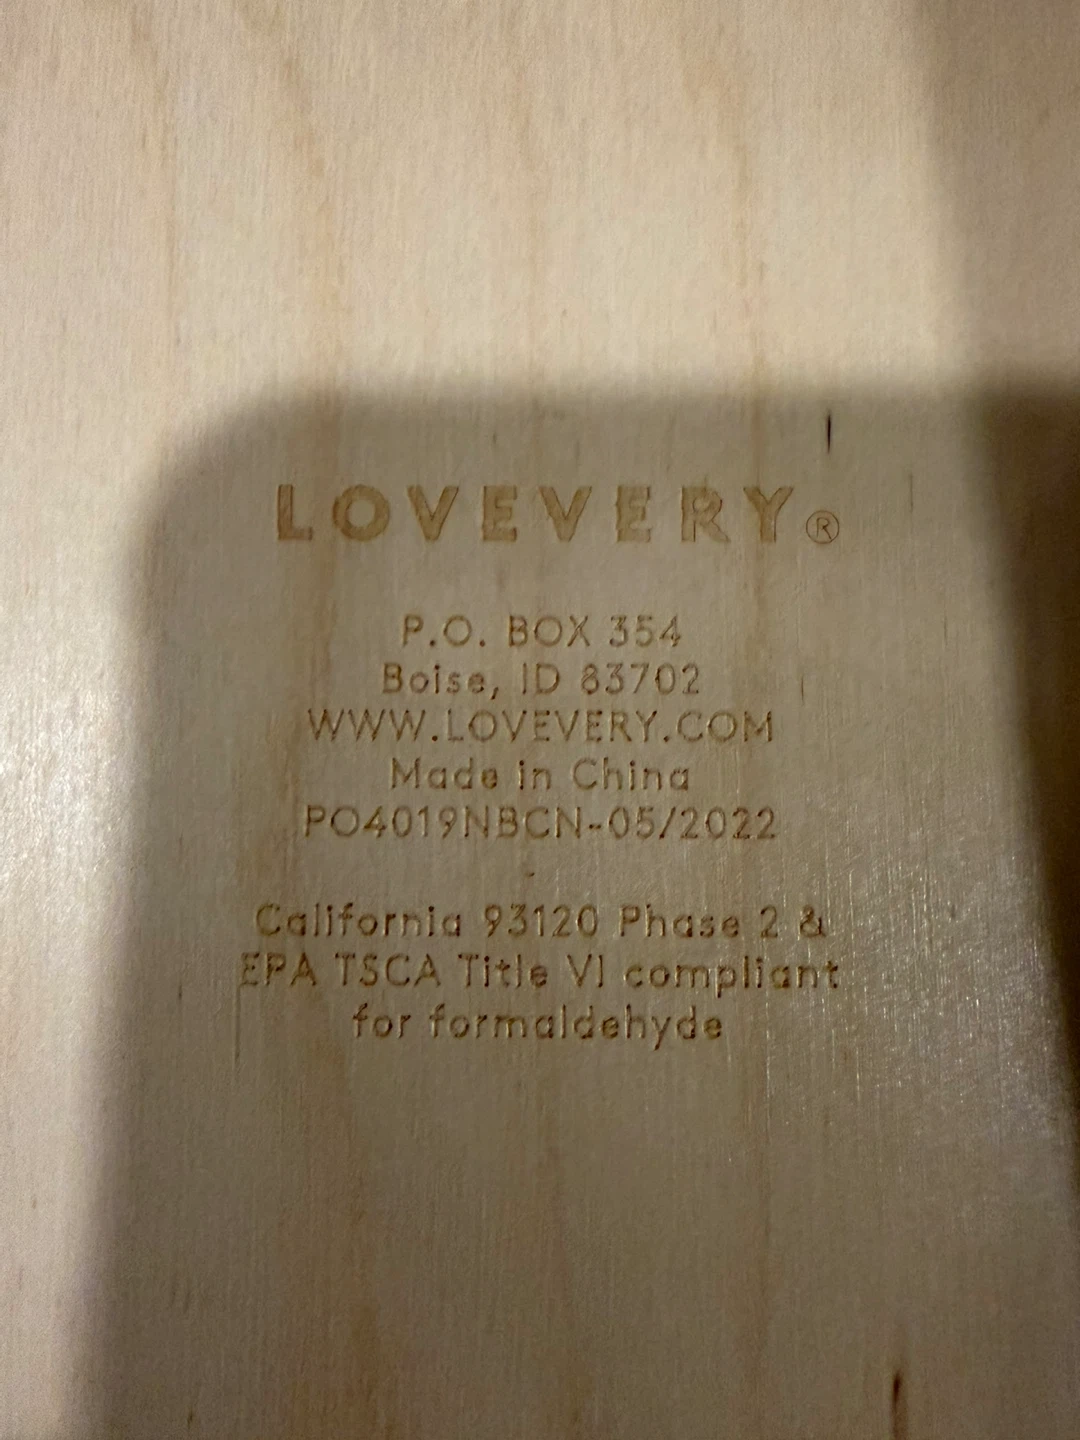 LOVEVERY®
P.O. BOX 354
Boise, ID 83702
WWW.LOVEVERY.COM
Made in China
PO4019NBCN-05/2022
California 93120 Phase 2 &
EPA TSCA Title VI compliant
for formaldehyde